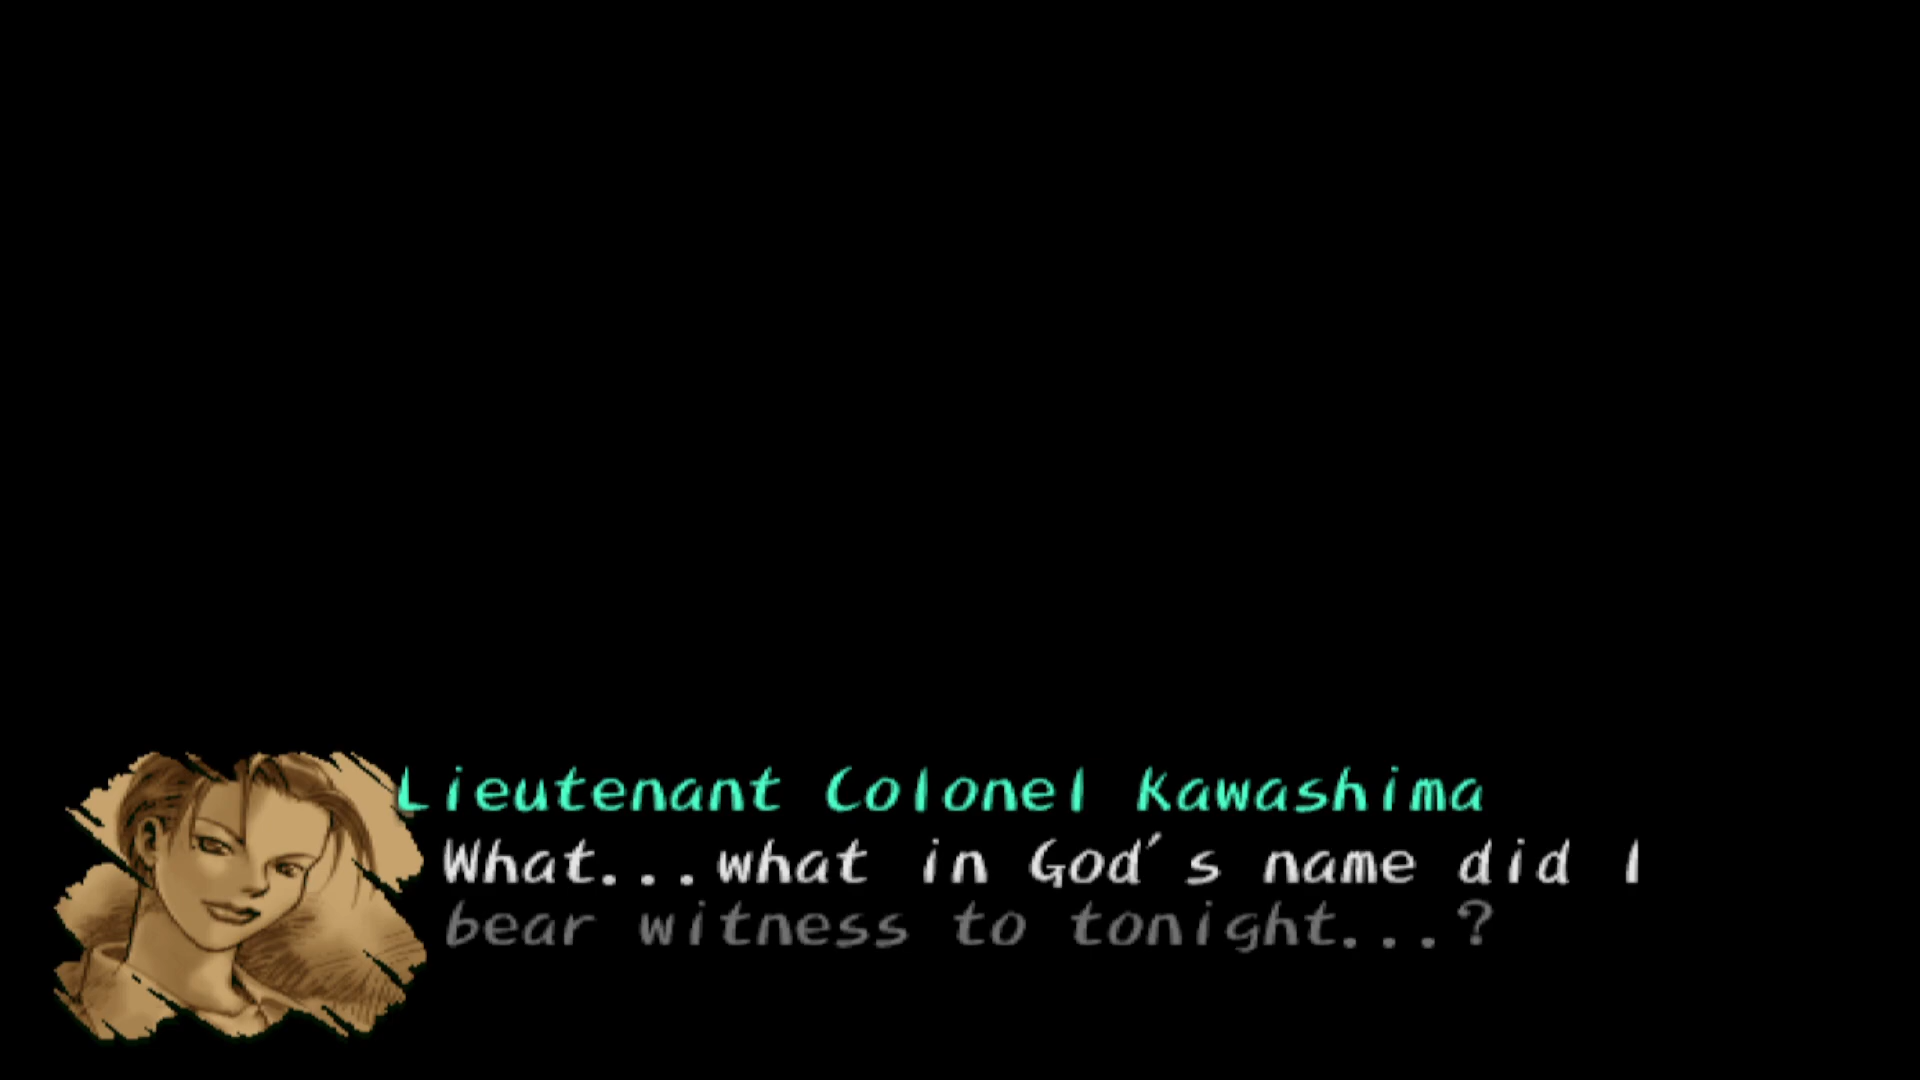 Lieutenant Colonel Kawashima
What...what in God's name did I
bear witness to tonight...?